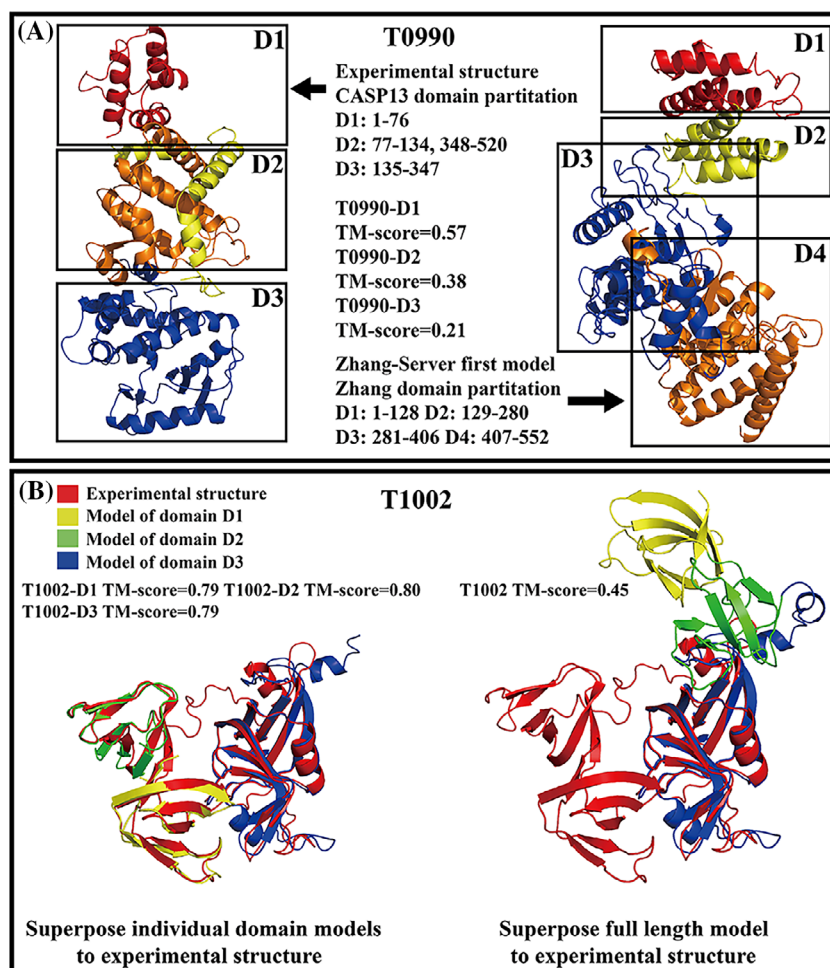 (A)
T0990
D1
D2
D3
Experimental structure
CASP13 domain partitation
D1: 1-76
D2: 77-134, 348-520
D3: 135-347
T0990-D1
TM-score=0.57
T0990-D2
TM-score=0.38
T0990-D3
TM-score=0.21
Zhang-Server first model
Zhang domain partitation
D1: 1-128 D2: 129-280
D3: 281-406 D4: 407-552
D1
D2
D3
D4
(B)
T1002
Experimental structure
Model of domain D1
Model of domain D2
Model of domain D3
T1002-D1 TM-score=0.79 T1002-D2 TM-score=0.80
T1002-D3 TM-score=0.79
T1002 TM-score=0.45
Superpose individual domain models
to experimental structure
Superpose full length model
to experimental structure